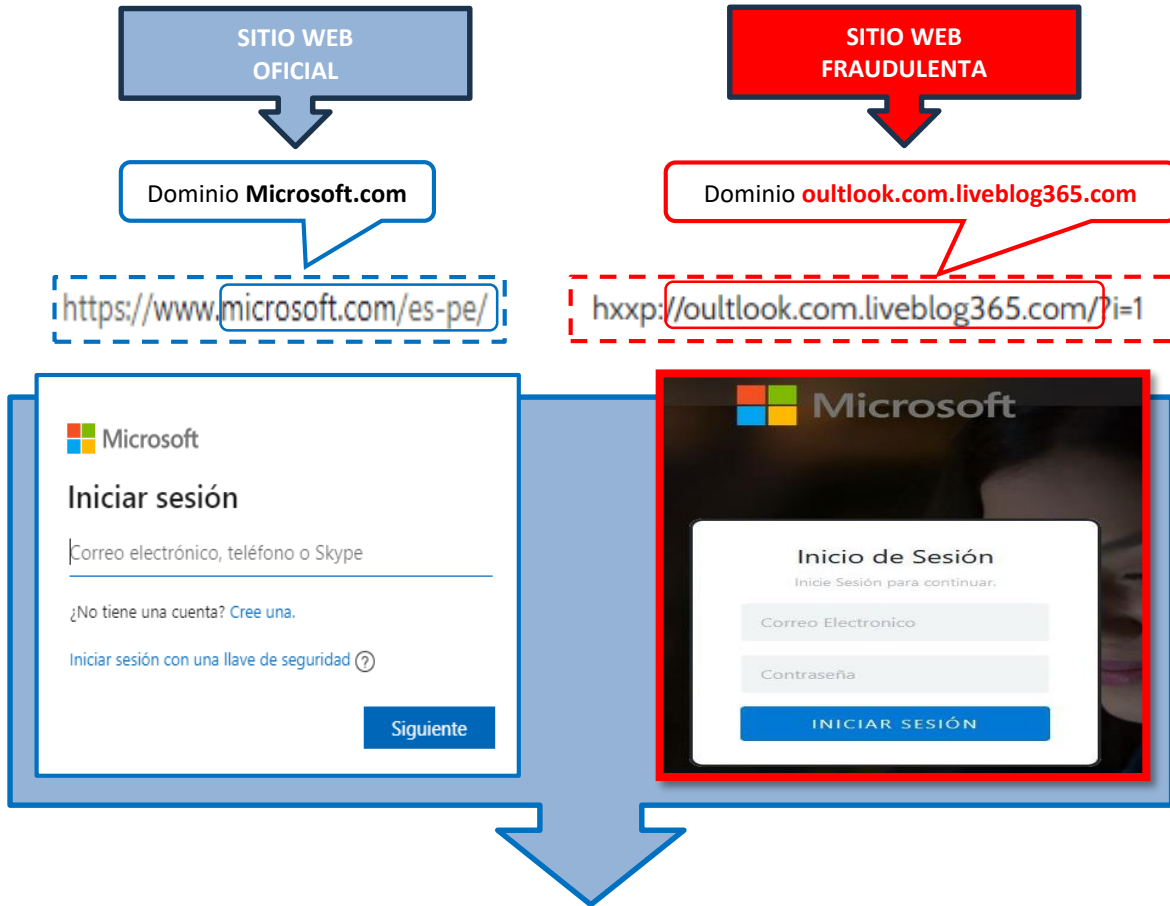 SITIO WEB
OFICIAL
SITIO WEB
FRAUDULENTA
Dominio Microsoft.com
Dominio oultlook.com.liveblog365.com
https://www.microsoft.com/es-pe/
hxxp://oultlook.com.liveblog365.com/?i=1
Microsoft
Iniciar sesión
Correo electrónico, teléfono o Skype
¿No tiene una cuenta? Cree una.
Iniciar sesión con una llave de seguridad ?
Siguiente
Microsoft
Inicio de Sesión
Inicie Sesión para continuar.
Correo Electronico
Contraseña
INICIAR SESIÓN